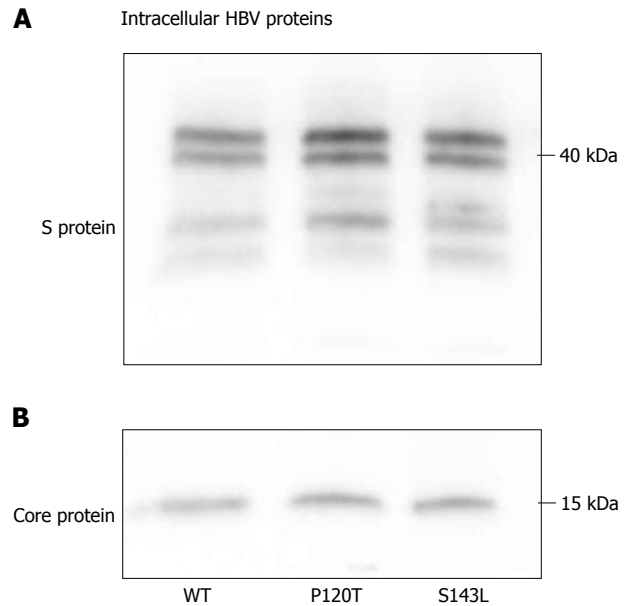 A
Intracellular HBV proteins
40 kDa
S protein
B
Core protein
15 kDa
WT P120T S143L